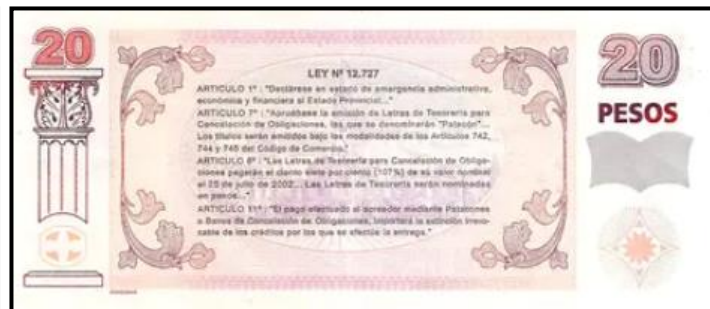 20
LEY Nº 12.727
ARTICULO 1º : "Declárase en estado de emergencia administrativa,
económica y financiera al Estado Provincial..."
ARTICULO 7º : "Apruébase la emisión de Letras de Tesorería para
Cancelación de Obligaciones, las que se denominarán "Patacón"...
Los títulos serán emitidos bajo las modalidades de los Artículos 742,
744 y 745 del Código de Comercio."
ARTICULO 8º : "Las Letras de Tesorería para Cancelación de Obliga-
ciones pagarán el ciento siete por ciento (107%) de su valor nominal
el 25 de julio de 2002... Las Letras de Tesorería serán nominadas
en pesos..."
ARTICULO 11º : "El pago efectuado al acreedor mediante Patacones
o Bonos de Cancelación de Obligaciones, importará la extinción irrevo-
cable de los créditos por los que se efectúe la entrega."
20
PESOS